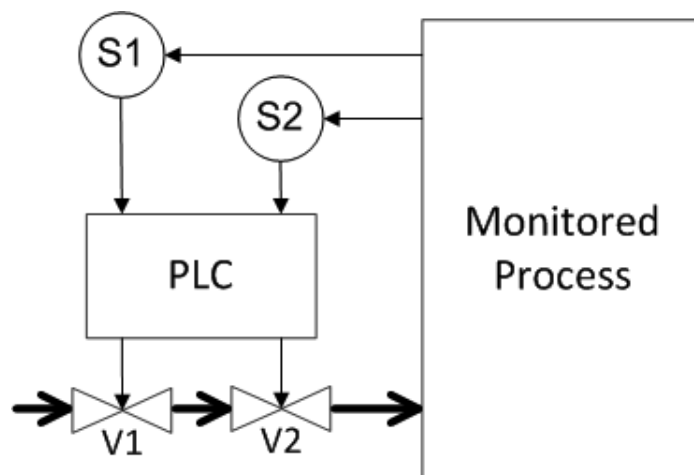 S1
S2
PLC
Monitored
Process
V1
V2